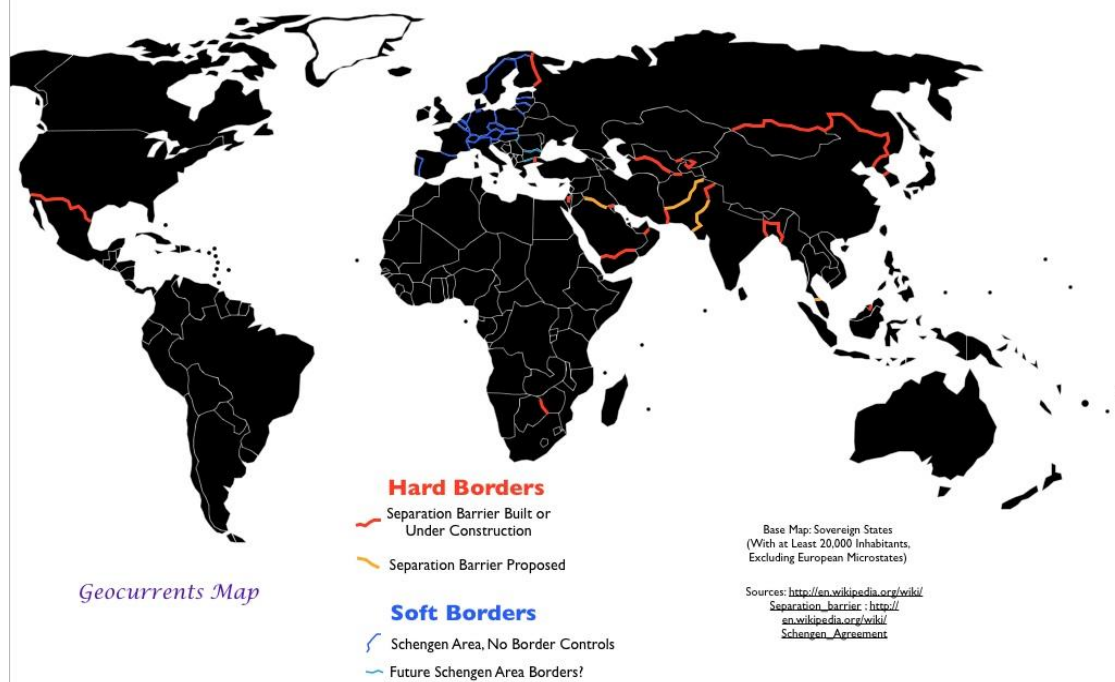 Hard Borders
Separation Barrier Built or
Under Construction
Separation Barrier Proposed
Geocurrents Map
Soft Borders
Schengen Area, No Border Controls
Future Schengen Area Borders?
Base Map: Sovereign States
(With at Least 20,000 Inhabitants,
Excluding European Microstates)
Sources: http://en.wikipedia.org/wiki/
Separation_barrier ; http://
en.wikipedia.org/wiki/
Schengen_Agreement